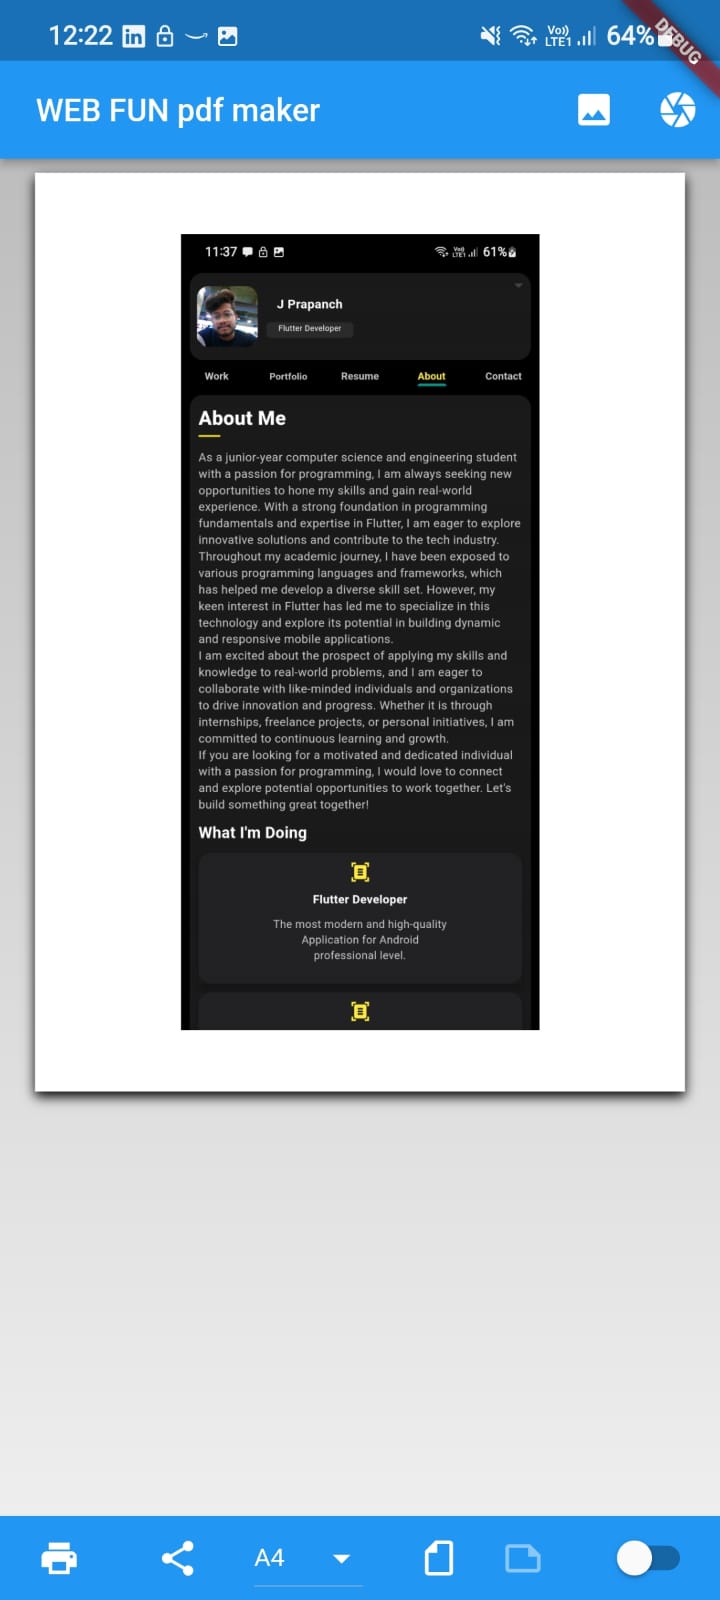 12:22 in Vo)) LTE1 64%
DEBUG
WEB FUN pdf maker
11:37 Vo)) LTE1 61%
J Prapanch
Flutter Developer
Work Portfolio Resume About Contact
About Me
As a junior-year computer science and engineering student
with a passion for programming, I am always seeking new
opportunities to hone my skills and gain real-world
experience. With a strong foundation in programming
fundamentals and expertise in Flutter, I am eager to explore
innovative solutions and contribute to the tech industry.
Throughout my academic journey, I have been exposed to
various programming languages and frameworks, which
has helped me develop a diverse skill set. However, my
keen interest in Flutter has led me to specialize in this
technology and explore its potential in building dynamic
and responsive mobile applications.
I am excited about the prospect of applying my skills and
knowledge to real-world problems, and I am eager to
collaborate with like-minded individuals and organizations
to drive innovation and progress. Whether it is through
internships, freelance projects, or personal initiatives, I am
committed to continuous learning and growth.
If you are looking for a motivated and dedicated individual
with a passion for programming, I would love to connect
and explore potential opportunities to work together. Let's
build something great together!
What I'm Doing
Flutter Developer
The most modern and high-quality
Application for Android
professional level.
A4